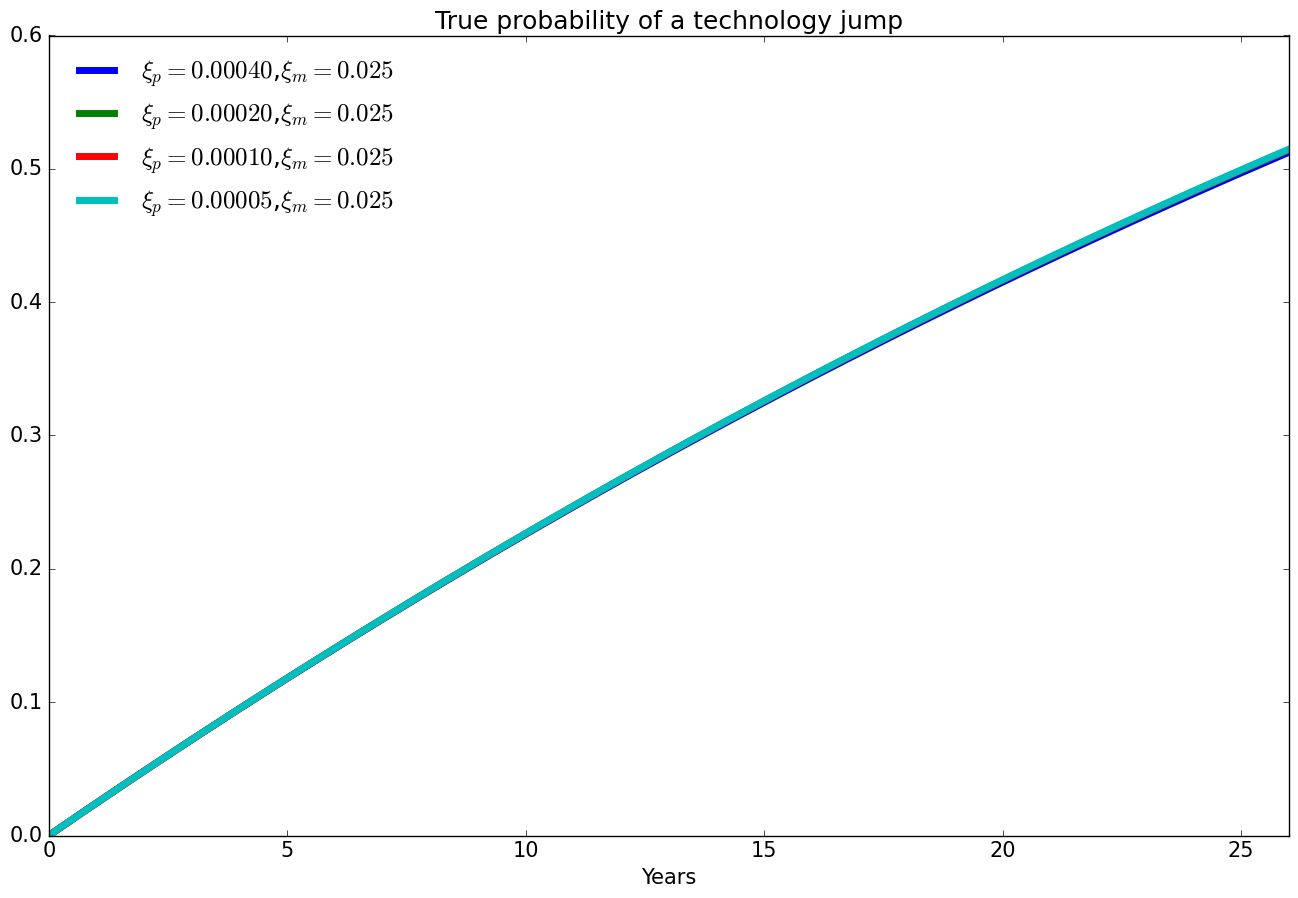 True probability of a technology jump
0.6
0.5
0.4
0.3
0.2
0.1
0.0
ξₚ = 0.00040,ξₘ = 0.025
ξₚ = 0.00020,ξₘ = 0.025
ξₚ = 0.00010,ξₘ = 0.025
ξₚ = 0.00005,ξₘ = 0.025
0 5 10 15 20 25
Years